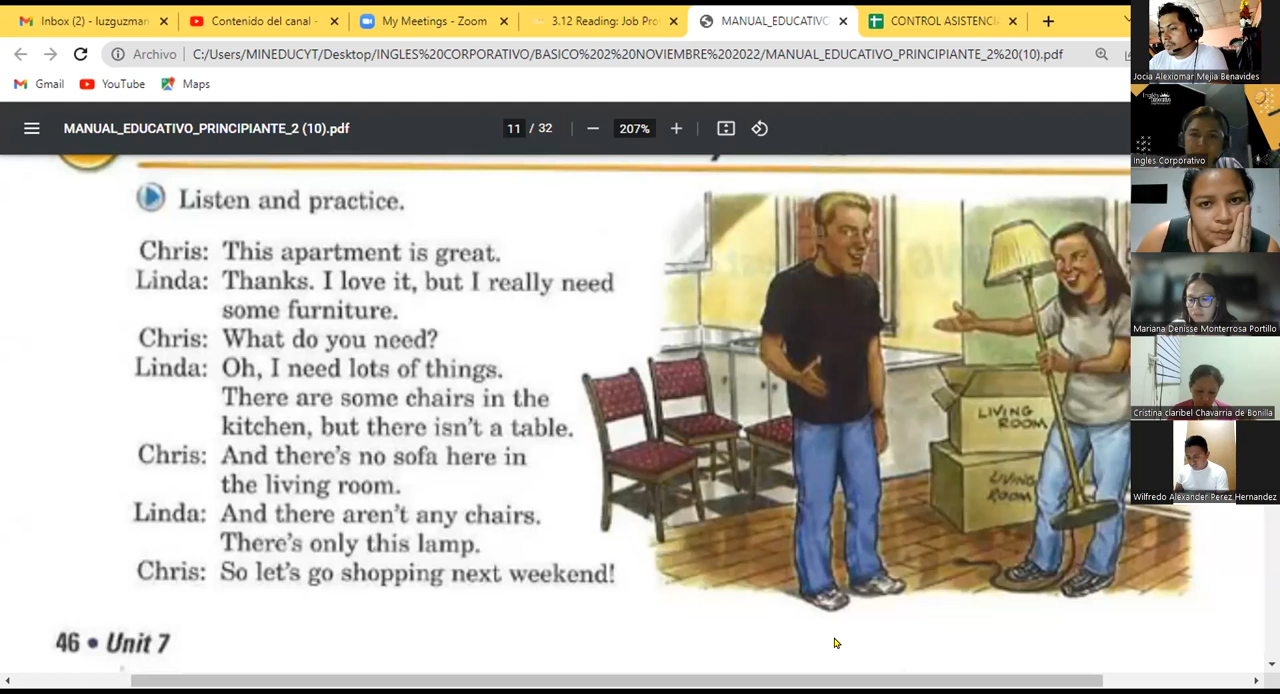 Inbox (2) - luzguzman
Contenido del canal -
My Meetings - Zoom
3.12 Reading: Job Pro
MANUAL_EDUCATIVO
CONTROL ASISTENCI
Archivo
C:/Users/MINEDUCYT/Desktop/INGLES%20CORPORATIVO/BASICO%202%20NOVIEMBRE%202022/MANUAL_EDUCATIVO_PRINCIPIANTE_2%20(10).pdf
Gmail
YouTube
Maps
MANUAL_EDUCATIVO_PRINCIPIANTE_2 (10).pdf
11 / 32
207%
Listen and practice.
Chris: This apartment is great.
Linda: Thanks. I love it, but I really need
some furniture.
Chris: What do you need?
Linda: Oh, I need lots of things.
There are some chairs in the
kitchen, but there isn't a table.
Chris: And there's no sofa here in
the living room.
Linda: And there aren't any chairs.
There's only this lamp.
Chris: So let's go shopping next weekend!
LIVING
ROOM
LIVING
ROOM
46 • Unit 7
Jocia Alexiomar Mejia Benavides
Ingles Corporativo
Mariana Denisse Monterrosa Portillo
Cristina claribel Chavarria de Bonilla
Wilfredo Alexander Perez Hernandez